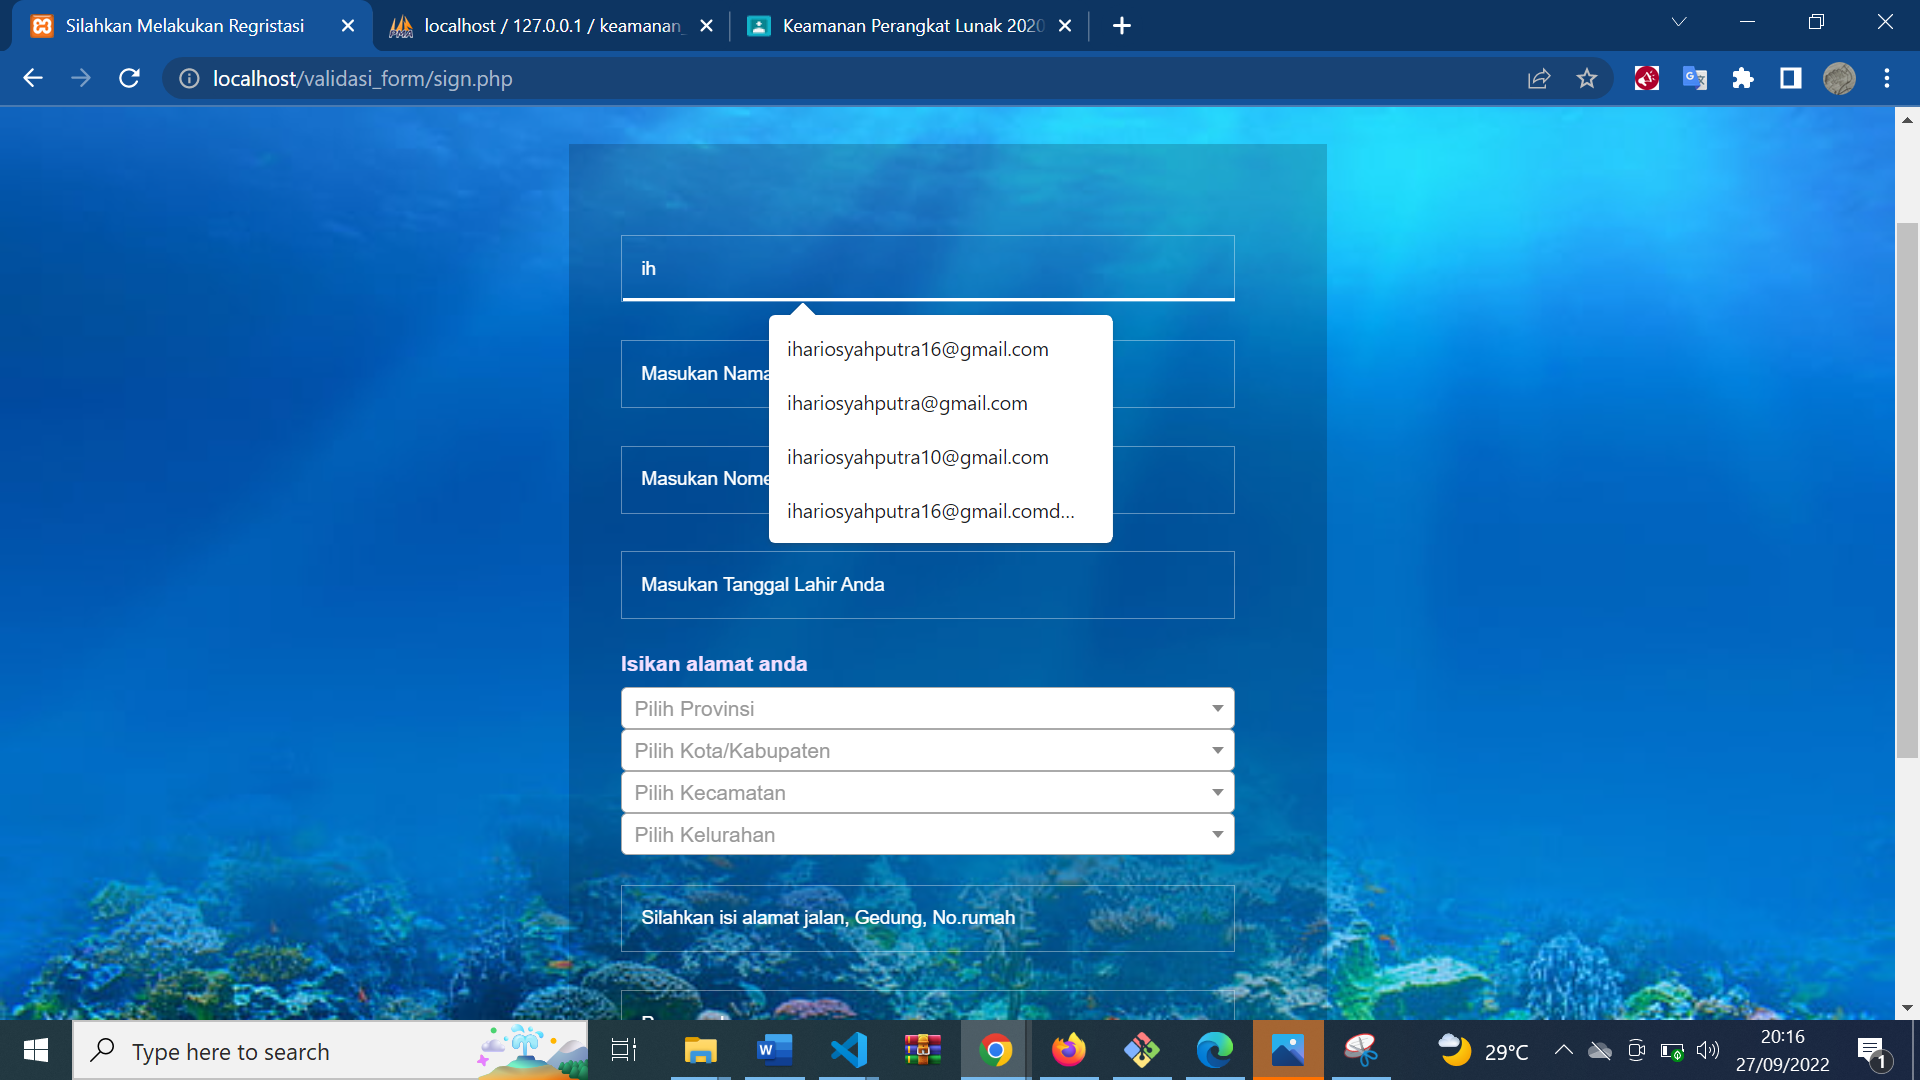 Silahkan Melakukan Regristasi
localhost / 127.0.0.1 / keamanan_
Keamanan Perangkat Lunak 2020
localhost/validasi_form/sign.php
ih
ihariosyahputra16@gmail.com
Masukan Nama
ihariosyahputra@gmail.com
ihariosyahputra10@gmail.com
Masukan Nome
ihariosyahputra16@gmail.comd...
Masukan Tanggal Lahir Anda
Isikan alamat anda
Pilih Provinsi
Pilih Kota/Kabupaten
Pilih Kecamatan
Pilih Kelurahan
Silahkan isi alamat jalan, Gedung, No.rumah
Type here to search
29°C
20:16
27/09/2022
1